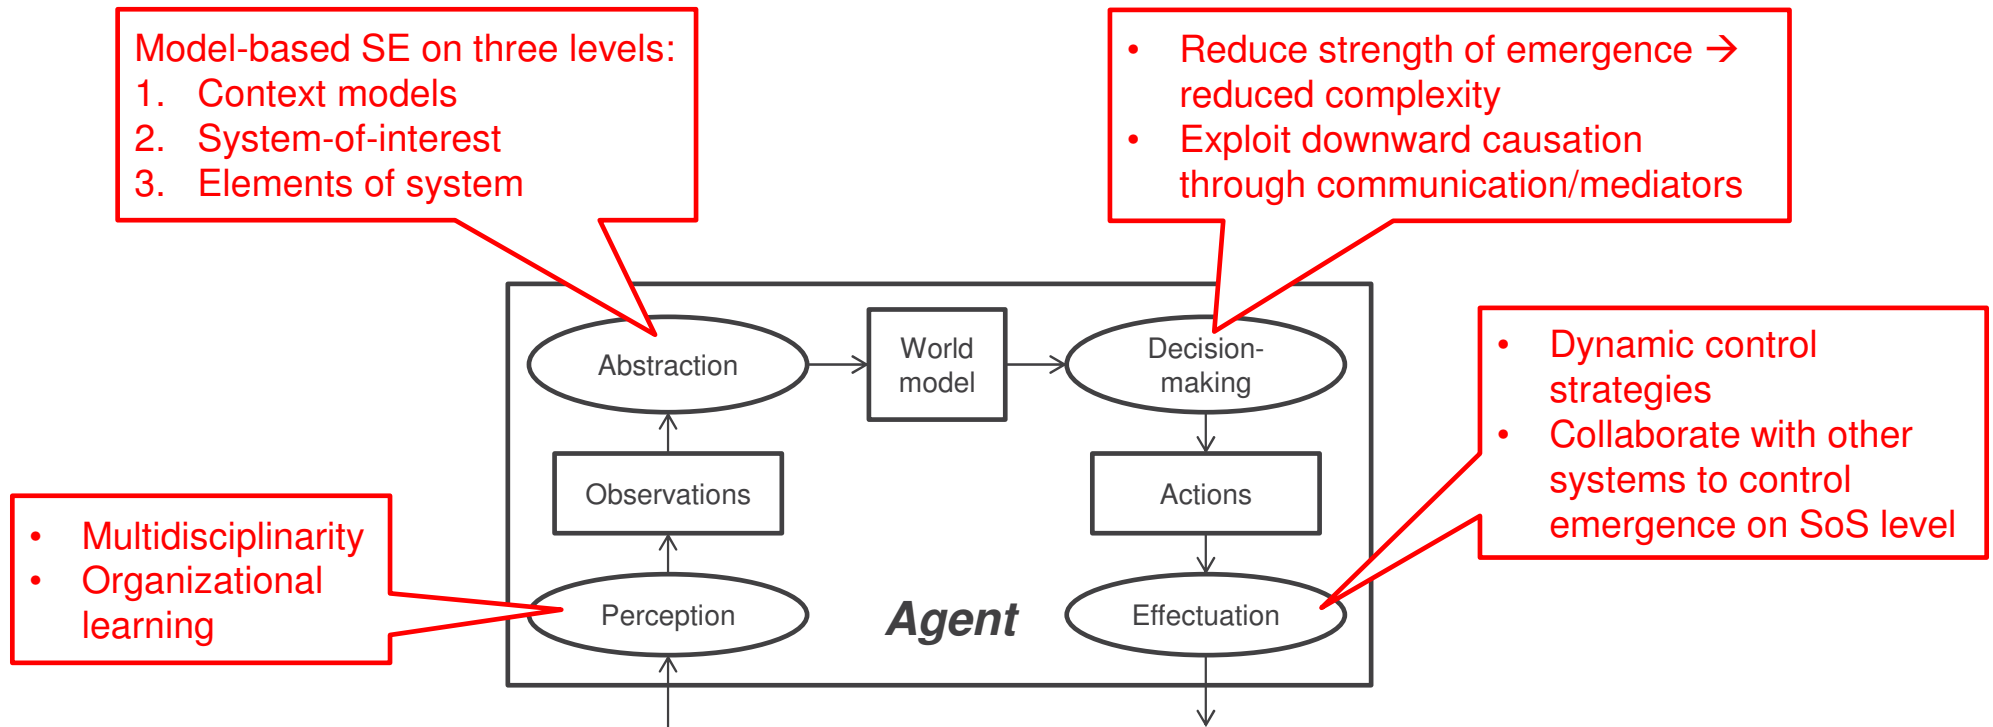 Model-based SE on three levels:
1. Context models
2. System-of-interest
3. Elements of system
• Reduce strength of emergence →
reduced complexity
• Exploit downward causation
through communication/mediators
Abstraction
World
model
Decision-
making
• Dynamic control
strategies
• Collaborate with other
systems to control
emergence on SoS level
Observations
Actions
• Multidisciplinarity
• Organizational
learning
Perception
Agent
Effectuation